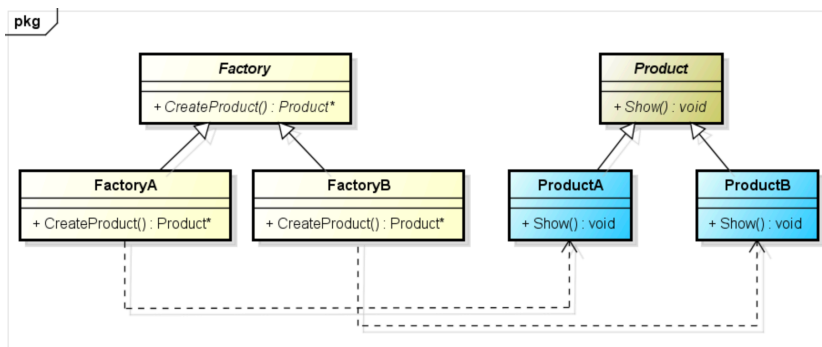 pkg
Factory
+ CreateProduct() : Product*
Product
+ Show() : void
FactoryA
+ CreateProduct() : Product*
FactoryB
+ CreateProduct() : Product*
ProductA
+ Show() : void
ProductB
+ Show() : void